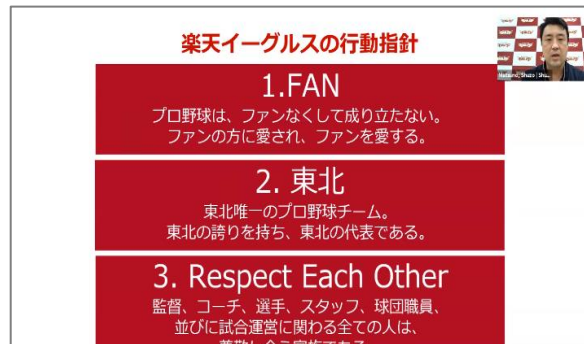 楽天イーグルスの行動指針
1.FAN
プロ野球は、ファンなくして成り立たない。
ファンの方に愛され、ファンを愛する。
2. 東北
東北唯一のプロ野球チーム。
東北の誇りを持ち、東北の代表である。
3. Respect Each Other
監督、コーチ、選手、スタッフ、球団職員、
並びに試合運営に関わる全ての人は、